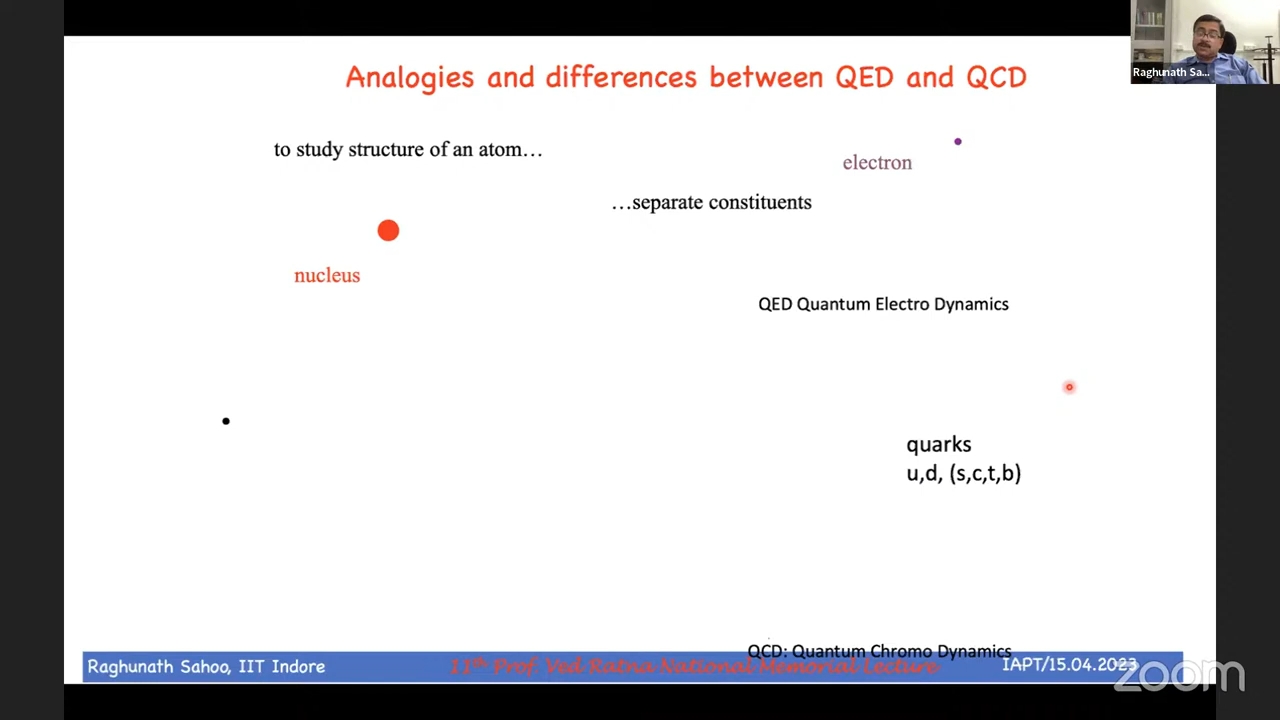 Raghunath Sa...
Analogies and differences between QED and QCD
to study structure of an atom…
electron
…separate constituents
nucleus
QED Quantum Electro Dynamics
quarks
u,d, (s,c,t,b)
QCD: Quantum Chromo Dynamics
Raghunath Sahoo, IIT Indore
11th Prof. Ved Ratna National Memorial Lecture
IAPT/15.04.2023
zoom